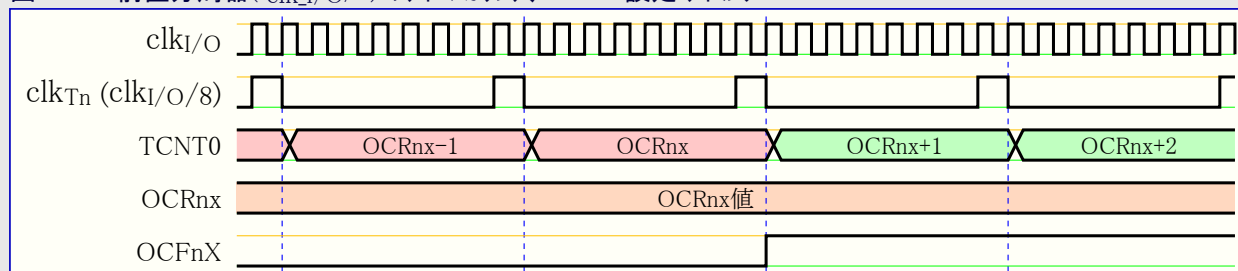 clkI/O
clkTn (clkI/O/8)
TCNT0 OCRnx-1 OCRnx OCRnx+1 OCRnx+2
OCRnx OCRnx値
OCFnX